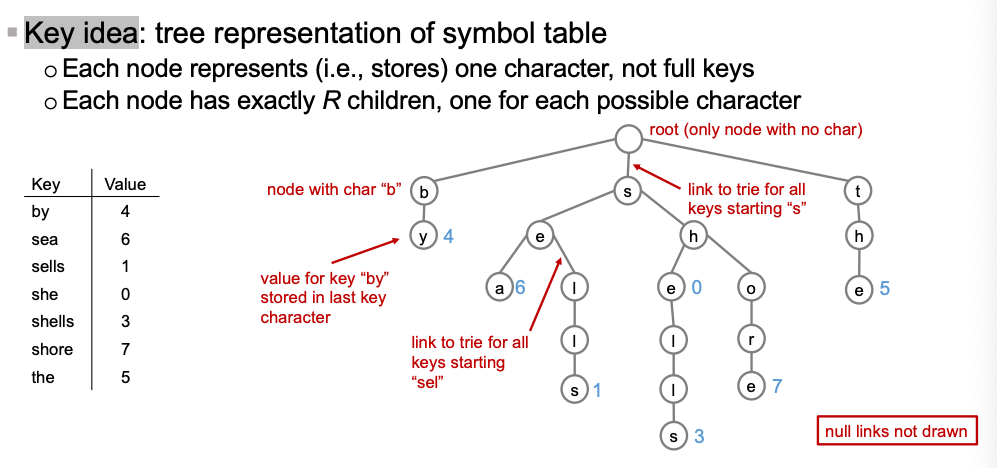 Key idea: tree representation of symbol table
Each node represents (i.e., stores) one character, not full keys
Each node has exactly R children, one for each possible character
root (only node with no char)
Key Value
by 4
sea 6
sells 1
she 0
shells 3
shore 7
the 5
node with char “b”
b
s
t
link to trie for all
keys starting “s”
y 4
e
h
h
value for key “by”
stored in last key
character
a 6
l
e 0
o
e 5
link to trie for all
keys starting
“sel”
l
l
r
s 1
l
e 7
s 3
null links not drawn